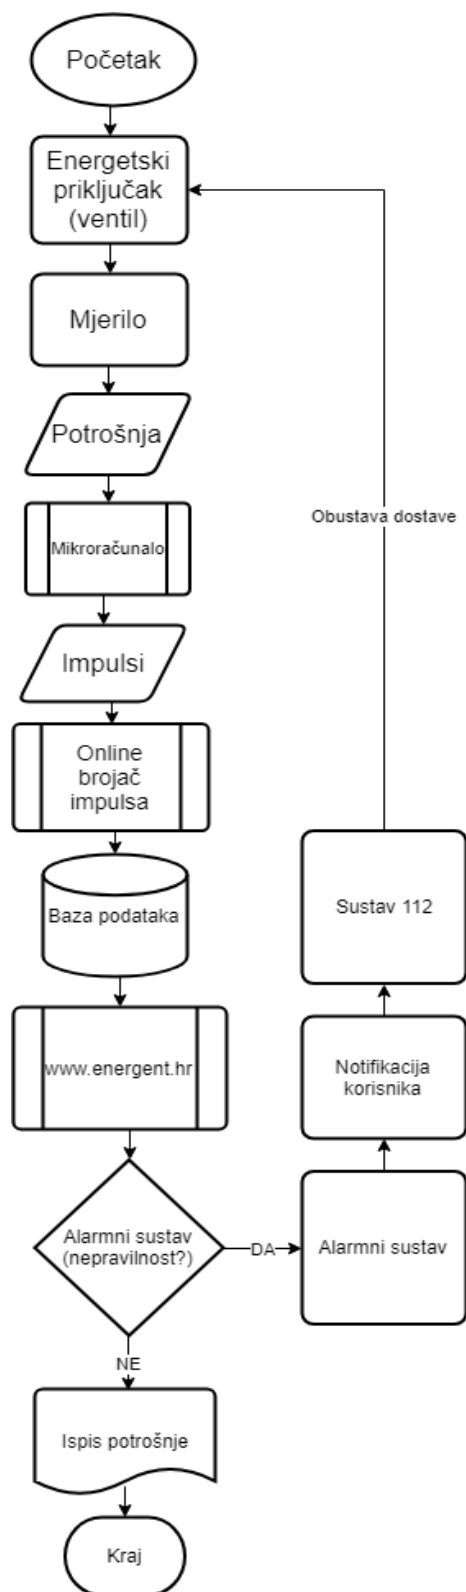 Početak
Energetski
priključak
(ventil)
Mjerilo
Potrošnja
Mikroračunalo
Impulsi
Online
brojač
impulsa
Baza podataka
www.energent.hr
Alarmni sustav
(nepravilnost?)
DA
Alarmni sustav
Notifikacija
korisnika
Sustav 112
Obustava dostave
NE
Ispis potrošnje
Kraj